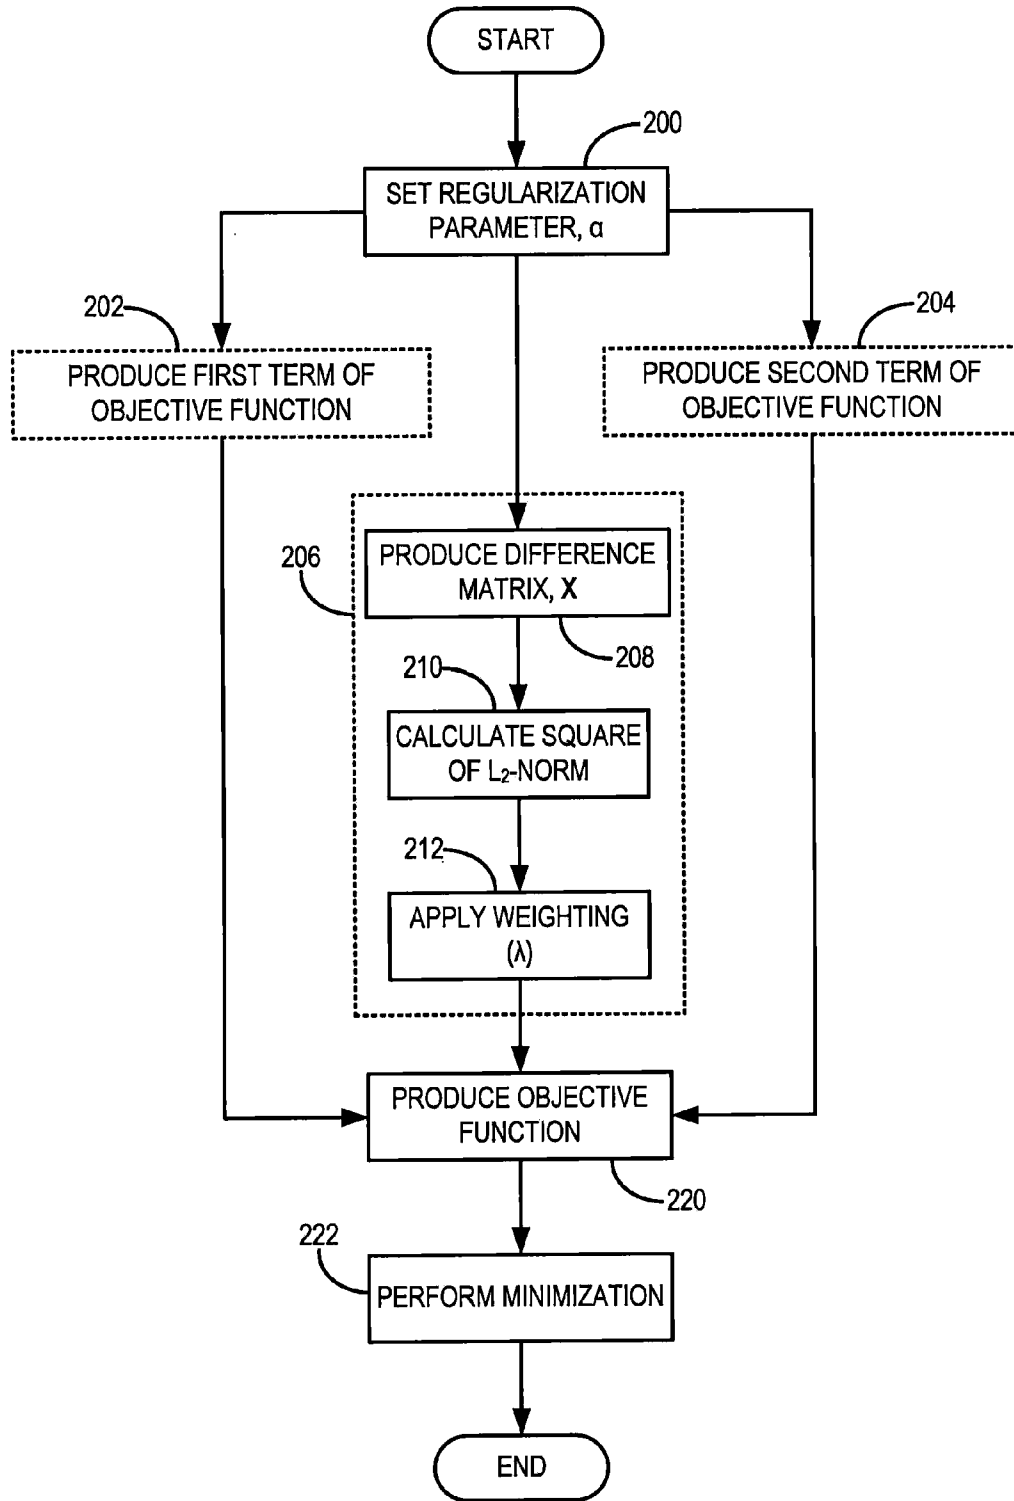 START
200
SET REGULARIZATION
PARAMETER, α
202
204
PRODUCE FIRST TERM OF
OBJECTIVE FUNCTION
PRODUCE SECOND TERM OF
OBJECTIVE FUNCTION
206
PRODUCE DIFFERENCE
MATRIX, X
208
210
CALCULATE SQUARE
OF L₂-NORM
212
APPLY WEIGHTING
(λ)
PRODUCE OBJECTIVE
FUNCTION
220
222
PERFORM MINIMIZATION
END